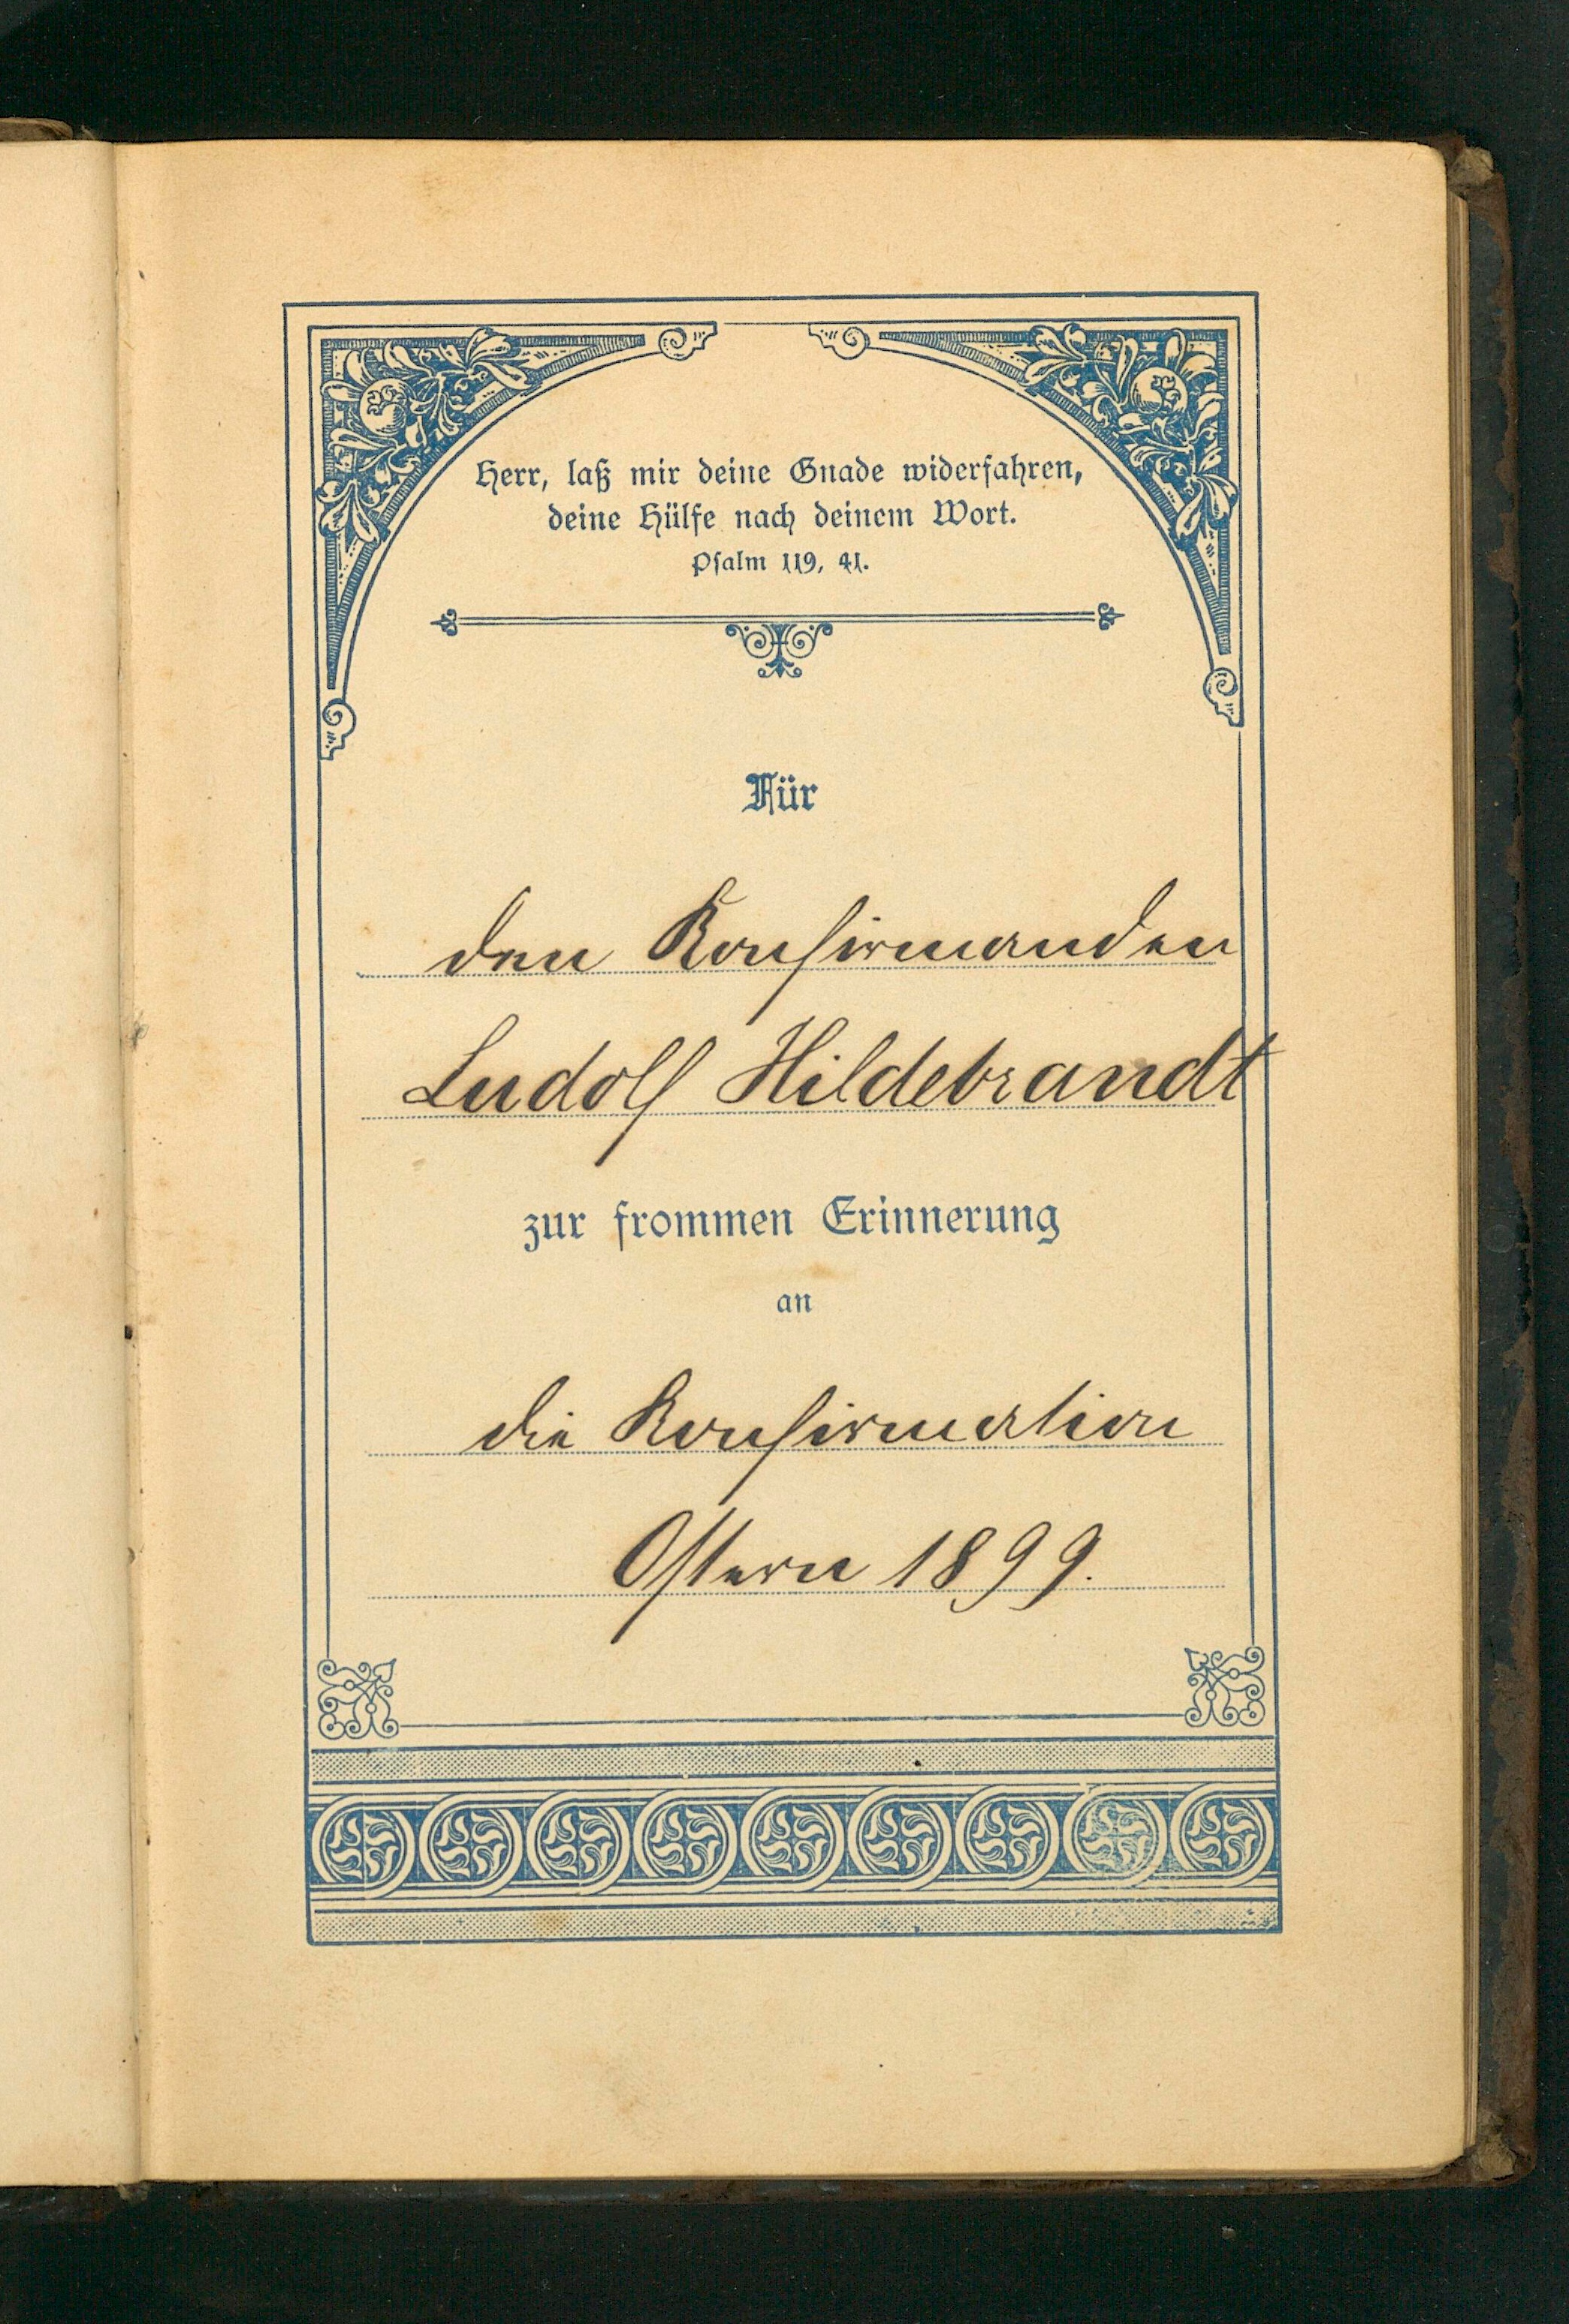 Herr, laß mir deine Gnade widerfahren,
deine Hülfe nach deinem Wort.
Psalm 119, 41.
Für
den Konfirmanden
Ludolf Hildebrandt
zur frommen Erinnerung
an
die Konfirmation
Ostern 1899.